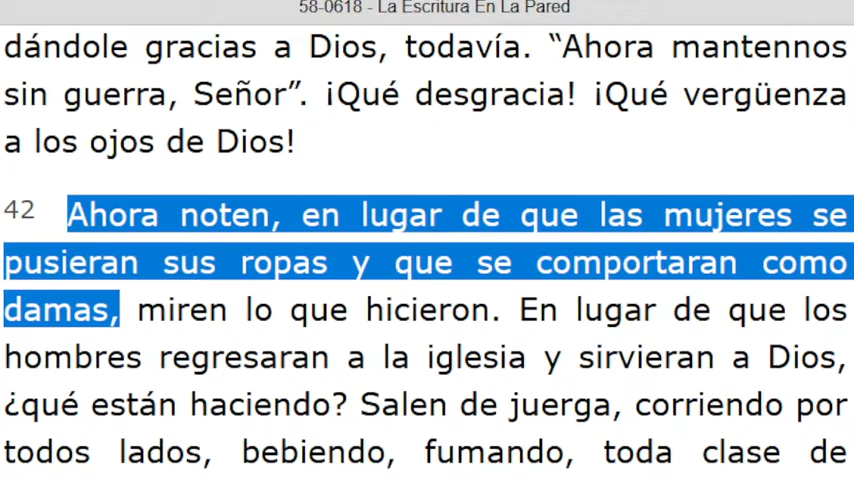 58-0618 - La Escritura En La Pared
dándole gracias a Dios, todavía. “Ahora mantennos
sin guerra, Señor”. ¡Qué desgracia! ¡Qué vergüenza
a los ojos de Dios!
42 Ahora noten, en lugar de que las mujeres se
pusieran sus ropas y que se comportaran como
damas, miren lo que hicieron. En lugar de que los
hombres regresaran a la iglesia y sirvieran a Dios,
¿qué están haciendo? Salen de juerga, corriendo por
todos lados, bebiendo, fumando, toda clase de